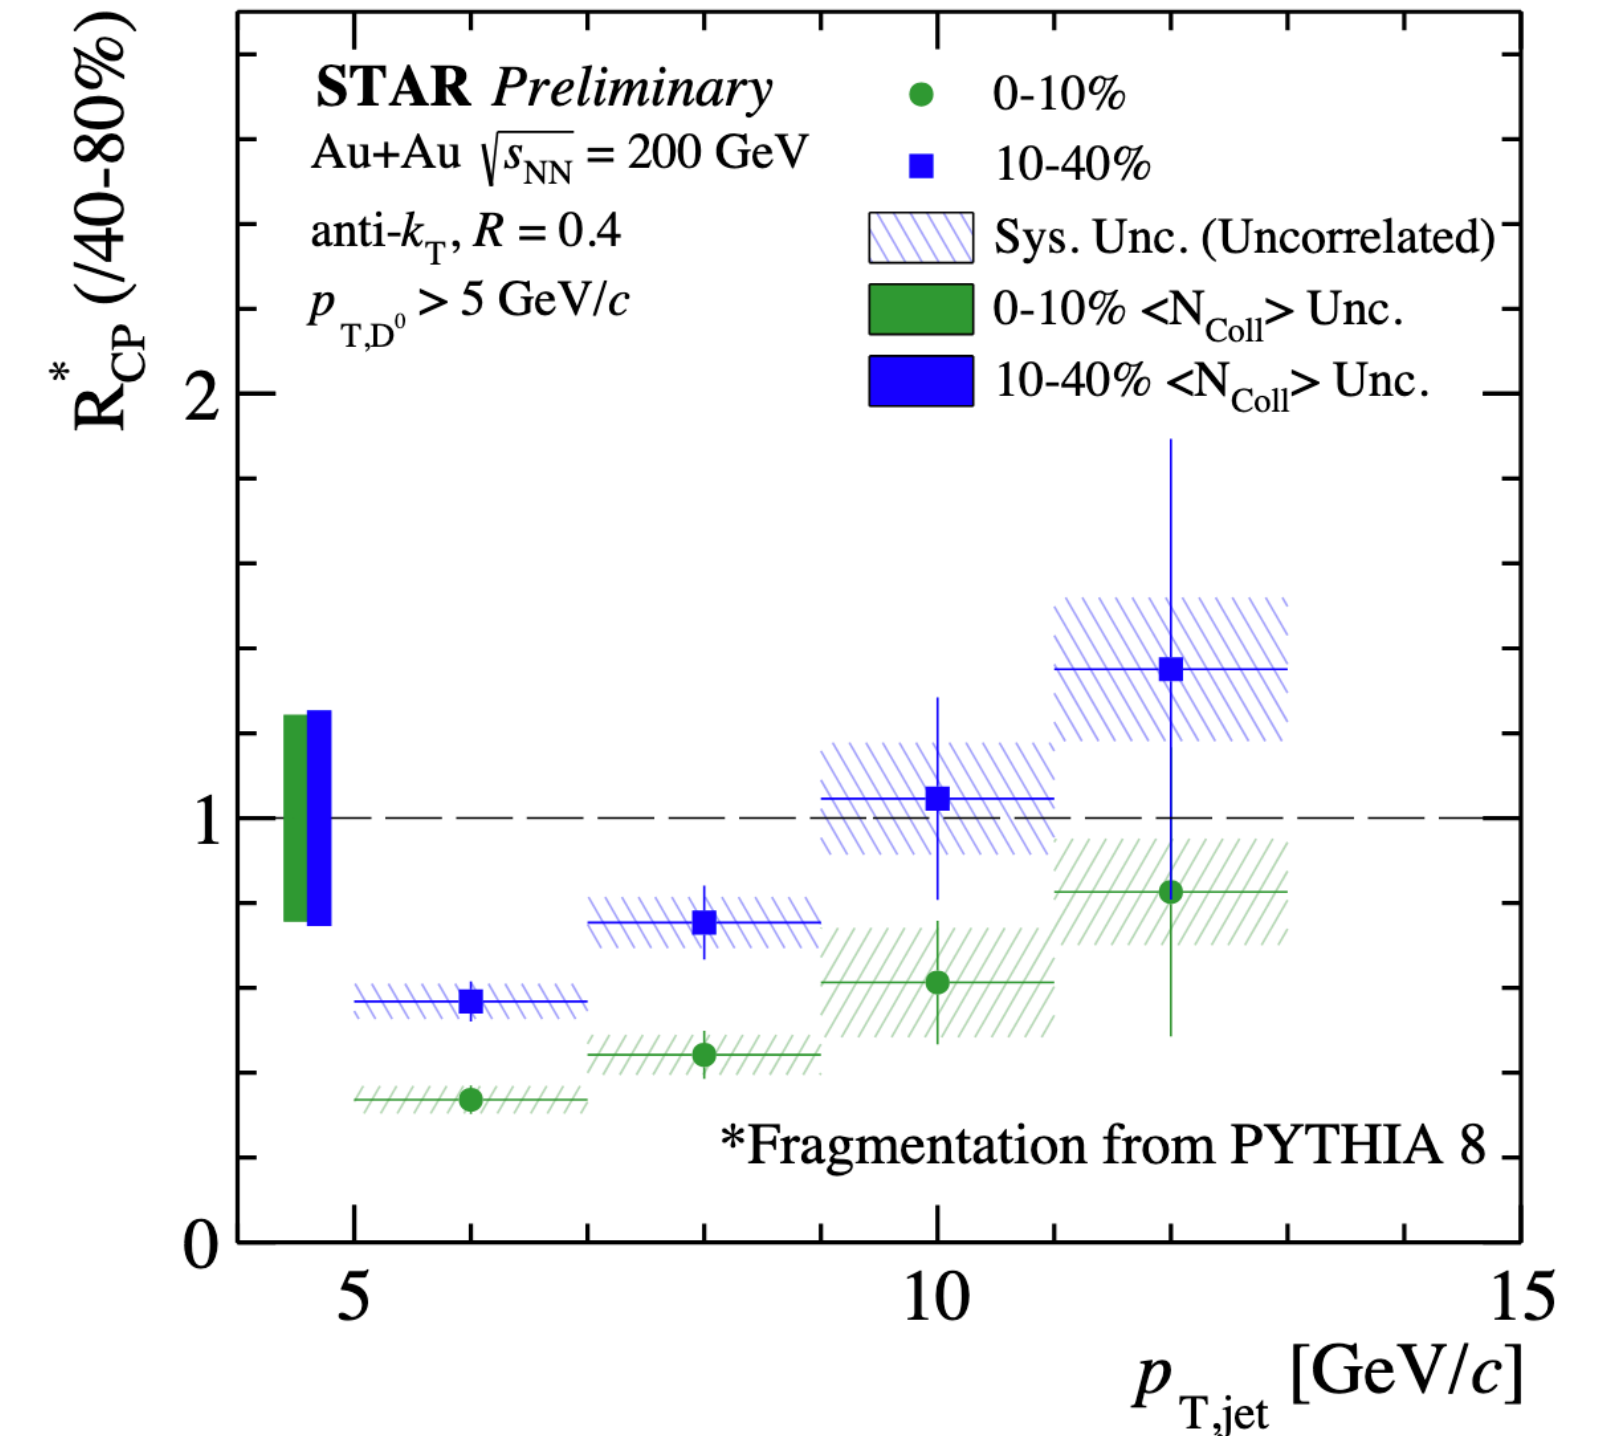 R*CP (/40-80%)
STAR Preliminary
Au+Au √sNN = 200 GeV
anti-kT, R = 0.4
pT,D0 > 5 GeV/c
0-10%
10-40%
Sys. Unc. (Uncorrelated)
0-10% <NColl> Unc.
10-40% <NColl> Unc.
2
1
0
*Fragmentation from PYTHIA 8
5 10 15
pT,jet [GeV/c]